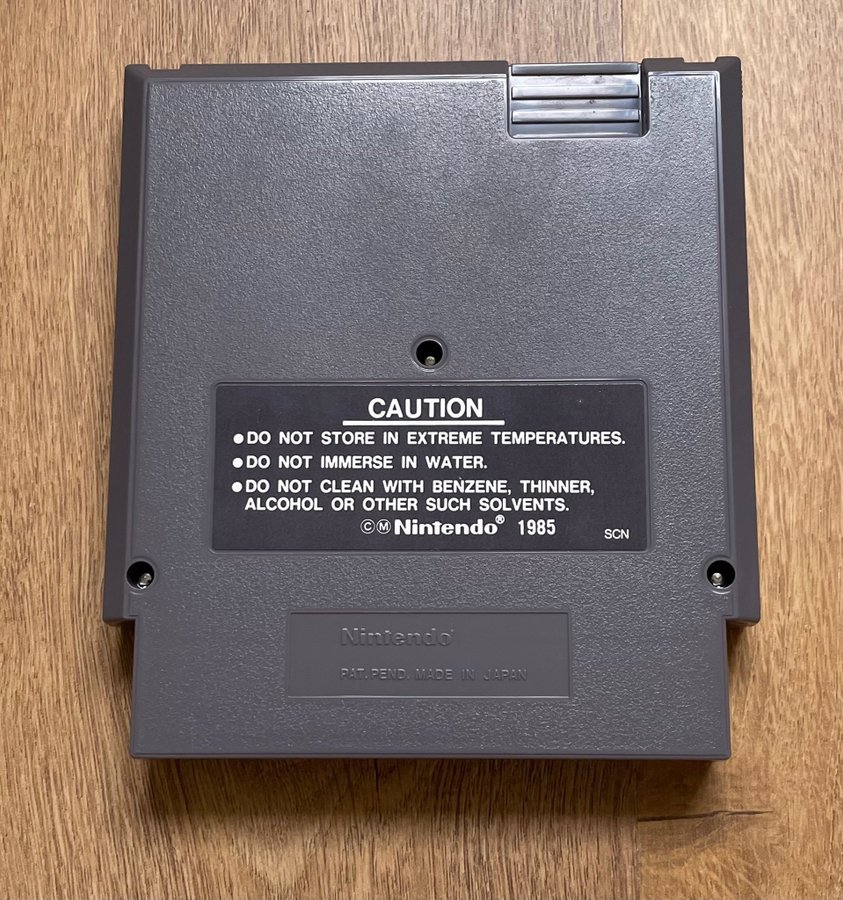 CAUTION
●DO NOT STORE IN EXTREME TEMPERATURES.
●DO NOT IMMERSE IN WATER.
●DO NOT CLEAN WITH BENZENE, THINNER,
ALCOHOL OR OTHER SUCH SOLVENTS.
ⒸⓂNintendo® 1985
SCN
Nintendo®
PAT. PEND. MADE IN JAPAN